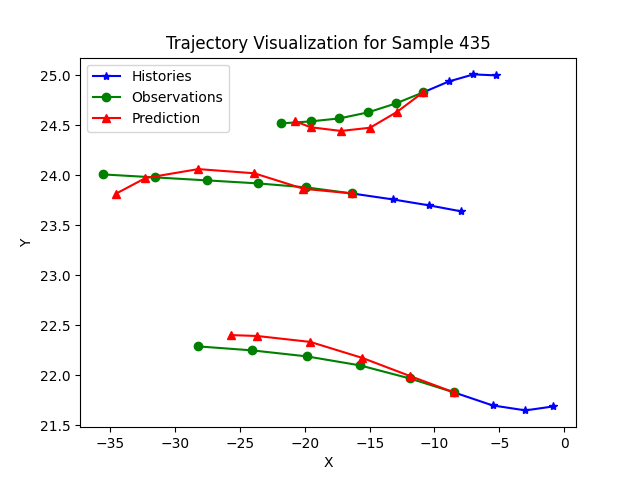 Trajectory Visualization for Sample 435
Histories
Observations
Prediction
25.0
24.5
24.0
23.5
23.0
22.5
22.0
21.5
Y
−35 −30 −25 −20 −15 −10 −5 0
X